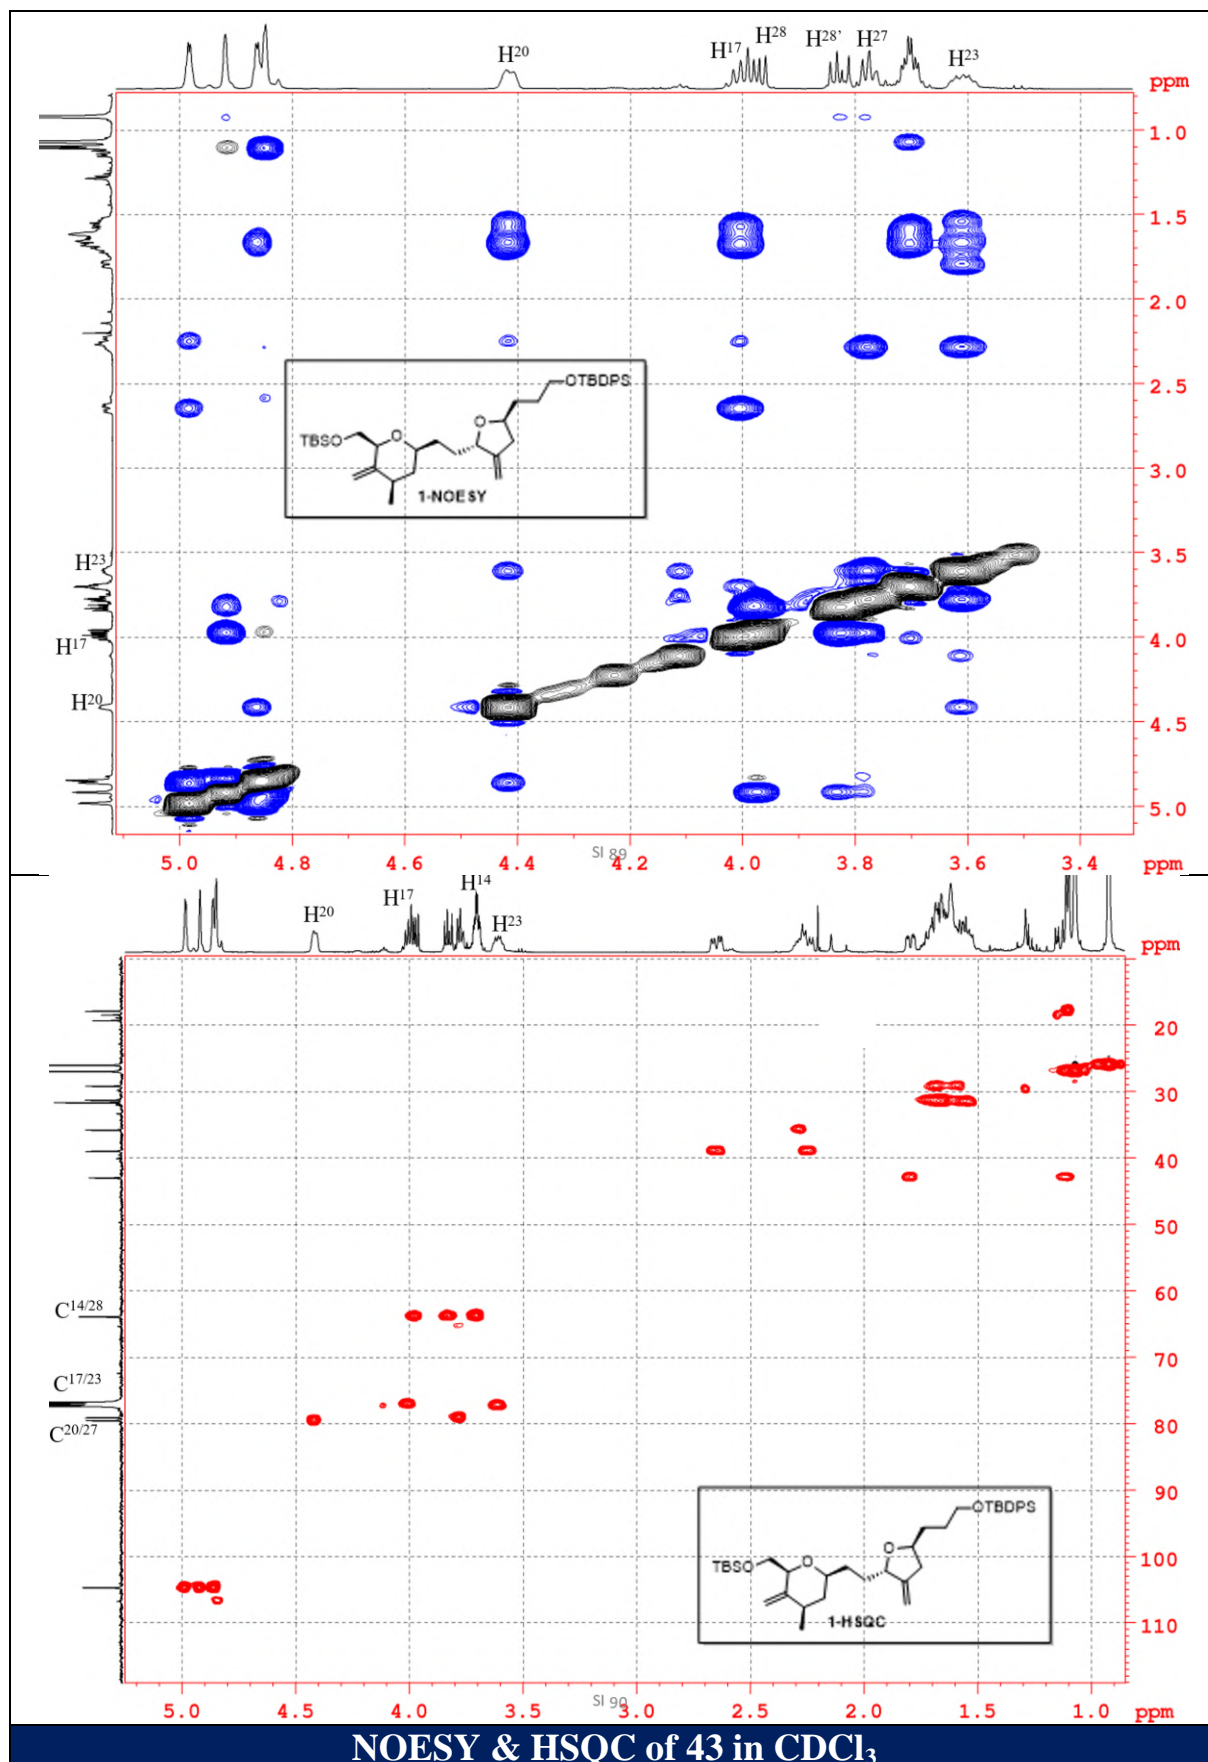 H20
H17
H28
H28'
H27
H23
ppm
1.0
1.5
2.0
2.5
3.0
3.5
4.0
4.5
5.0
H23
H17
H20
OTBDPS
O
O
TBSO
1-NOESY
5.0
4.8
4.6
4.4
4.2
4.0
3.8
3.6
3.4
ppm
SI 89
H20
H17
H14
H23
ppm
20
30
40
50
60
70
80
90
100
110
C14/28
C17/23
C20/27
OTBDPS
O
O
TBSO
1-HSQC
5.0
4.5
4.0
3.5
3.0
2.5
2.0
1.5
1.0
ppm
SI 90
NOESY & HSQC of 43 in CDCl3